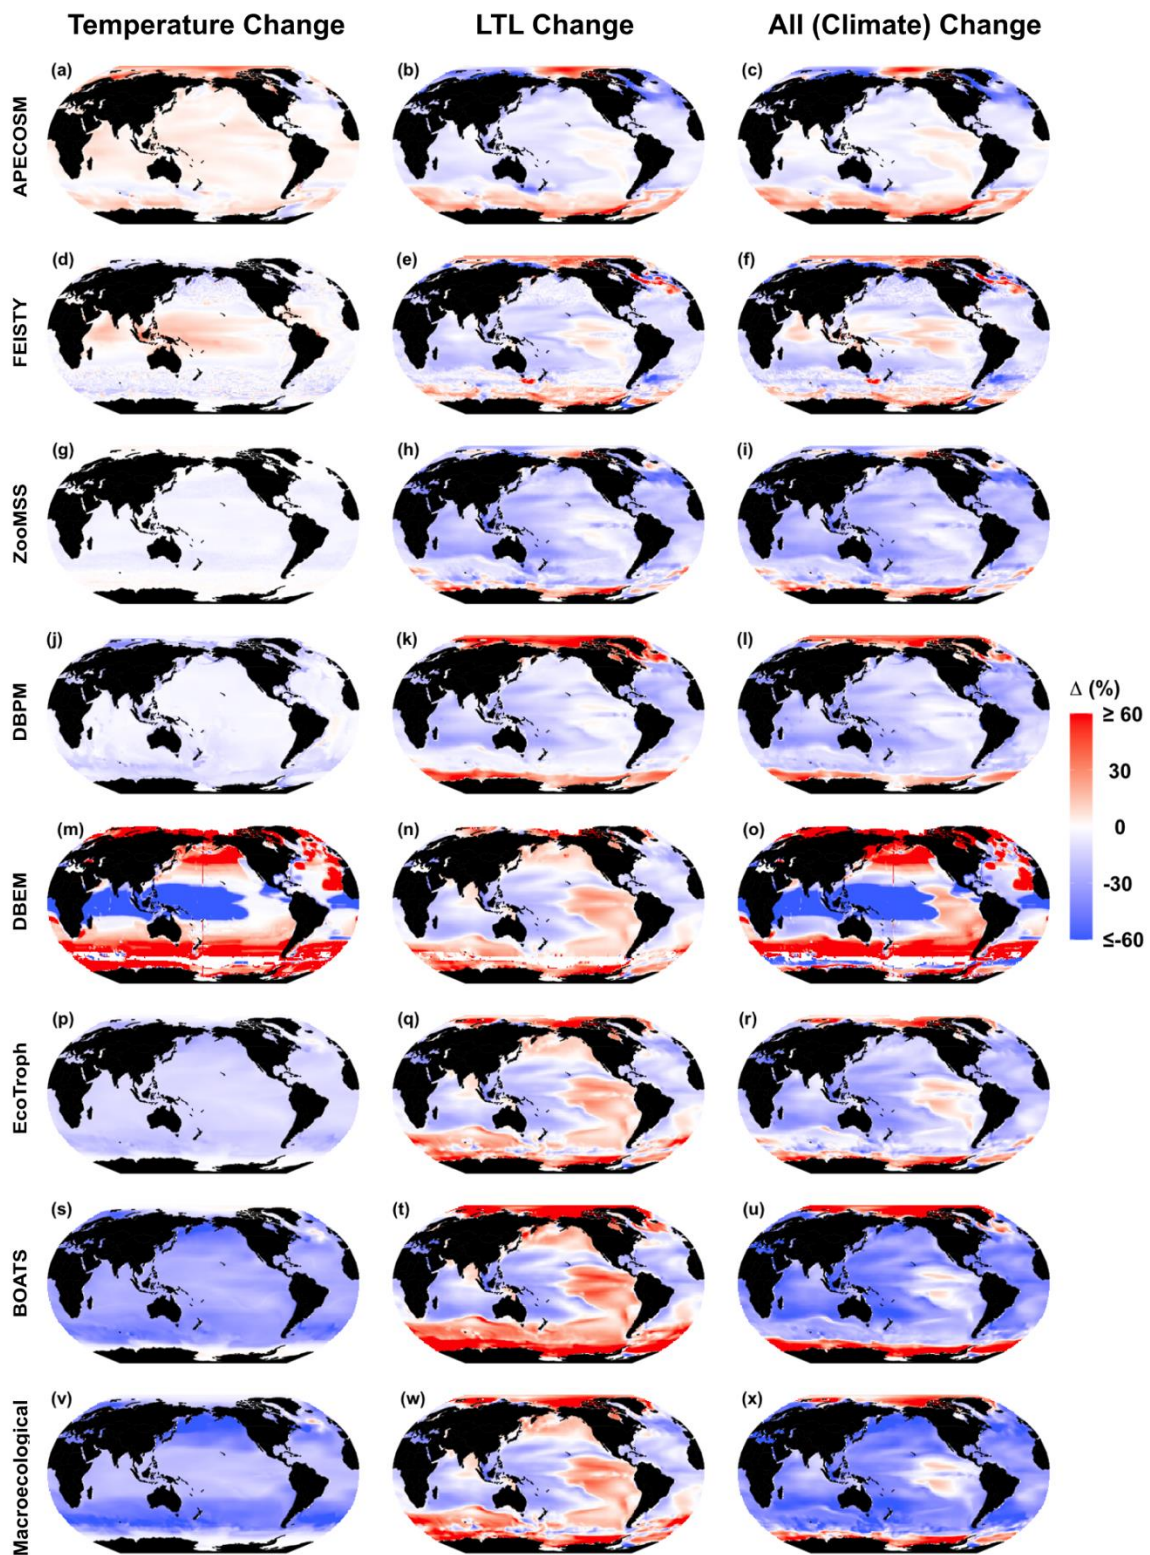 Temperature Change LTL Change All (Climate) Change
(a) (b) (c)
APECOSM
(d) (e) (f)
FEISTY
(g) (h) (i)
ZooMSS
(j) (k) (l)
DBPM
Δ (%)
≥ 60
30
0
-30
≤-60
(m) (n) (o)
DBEM
(p) (q) (r)
EcoTroph
(s) (t) (u)
BOATS
(v) (w) (x)
Macroecological